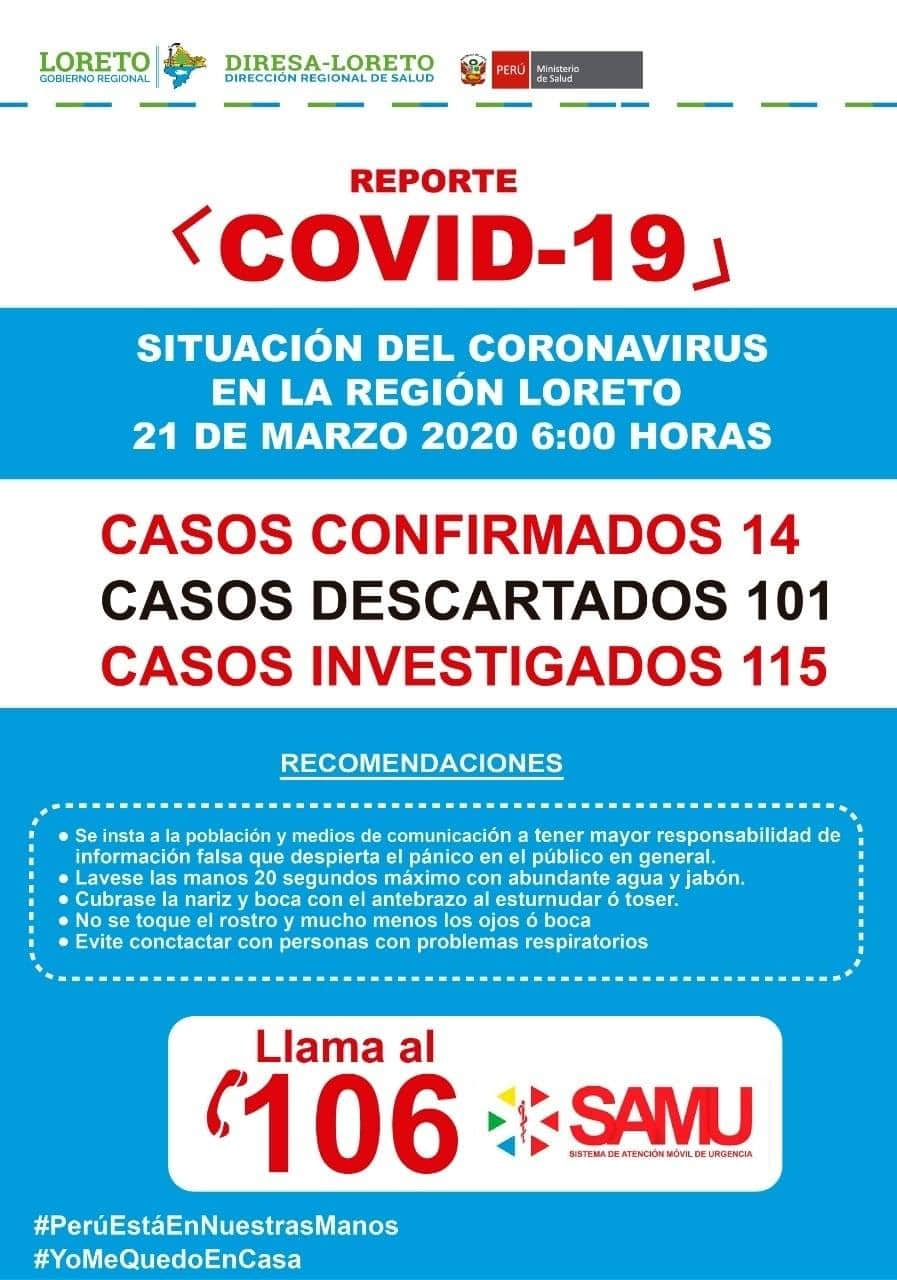 LORETO
GOBIERNO REGIONAL
DIRESA-LORETO
DIRECCIÓN REGIONAL DE SALUD
PERÚ
Ministerio
de Salud
REPORTE
COVID-19
SITUACIÓN DEL CORONAVIRUS
EN LA REGIÓN LORETO
21 DE MARZO 2020 6:00 HORAS
CASOS CONFIRMADOS 14
CASOS DESCARTADOS 101
CASOS INVESTIGADOS 115
RECOMENDACIONES
• Se insta a la población y medios de comunicación a tener mayor responsabilidad de
información falsa que despierta el pánico en el público en general.
• Lavese las manos 20 segundos máximo con abundante agua y jabón.
• Cubrase la nariz y boca con el antebrazo al esturnudar ó toser.
• No se toque el rostro y mucho menos los ojos ó boca
• Evite conctactar con personas con problemas respiratorios
Llama al
106
SAMU
SISTEMA DE ATENCIÓN MÓVIL DE URGENCIA
#PerúEstáEnNuestrasManos
#YoMeQuedoEnCasa